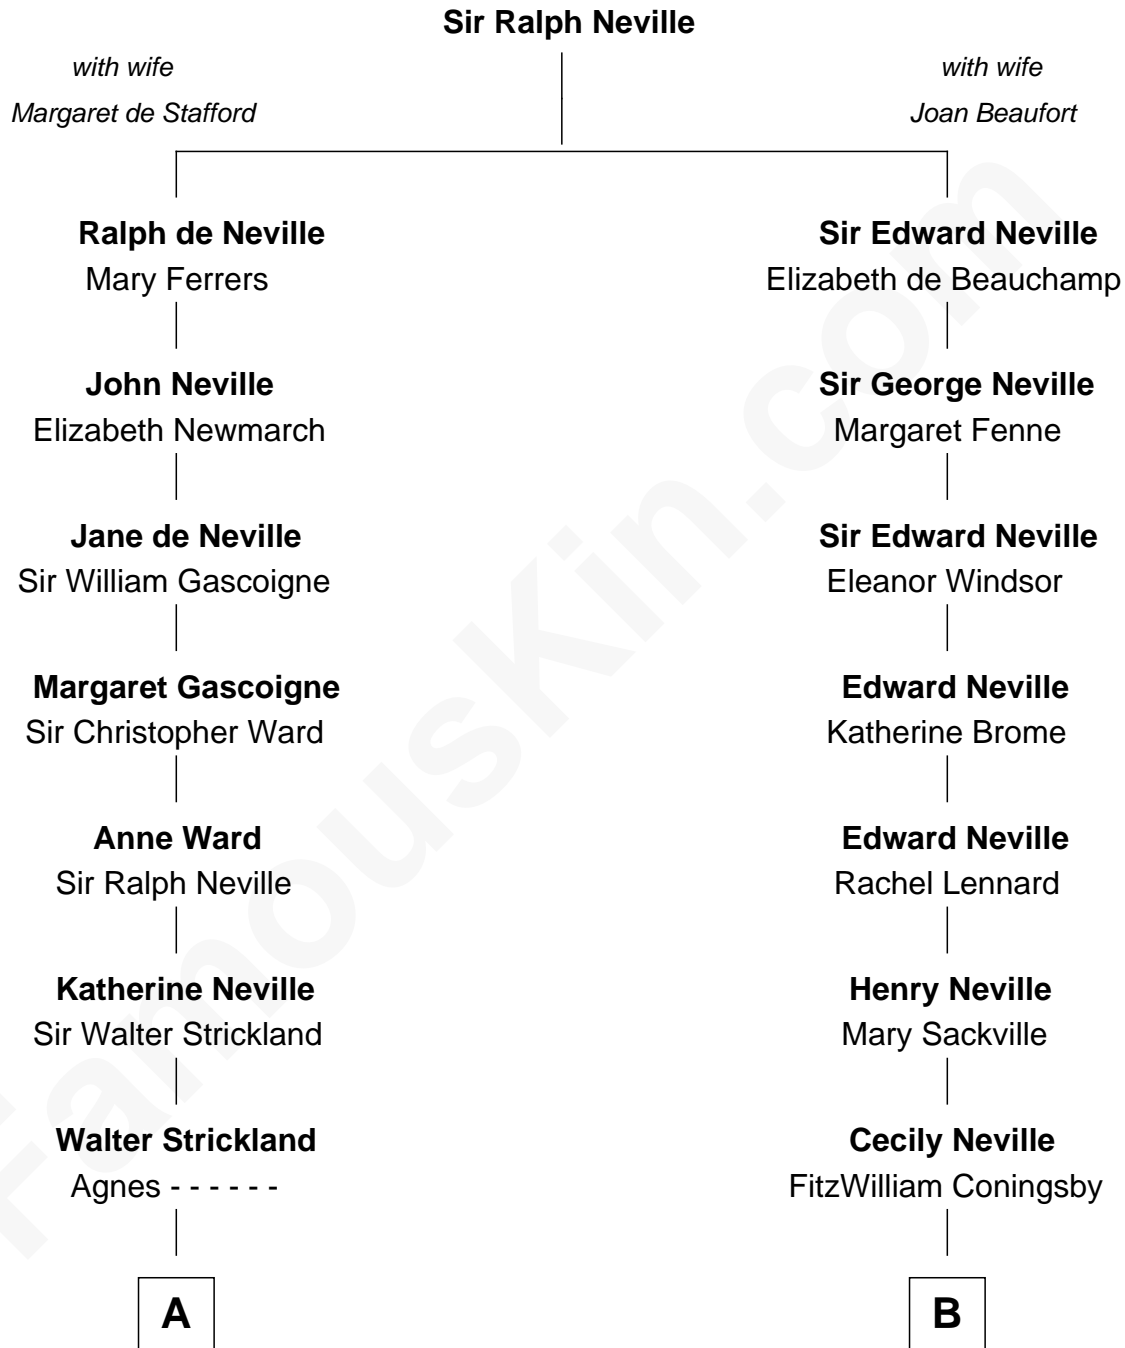 Sir Ralph Neville
with wife
Margaret de Stafford
with wife
Joan Beaufort
Ralph de Neville
Mary Ferrers
Sir Edward Neville
Elizabeth de Beauchamp
John Neville
Elizabeth Newmarch
Sir George Neville
Margaret Fenne
Jane de Neville
Sir William Gascoigne
Sir Edward Neville
Eleanor Windsor
Margaret Gascoigne
Sir Christopher Ward
Edward Neville
Katherine Brome
Anne Ward
Sir Ralph Neville
Edward Neville
Rachel Lennard
Katherine Neville
Sir Walter Strickland
Henry Neville
Mary Sackville
Walter Strickland
Agnes - - - - - -
Cecily Neville
FitzWilliam Coningsby
A
B
FamousKin.com